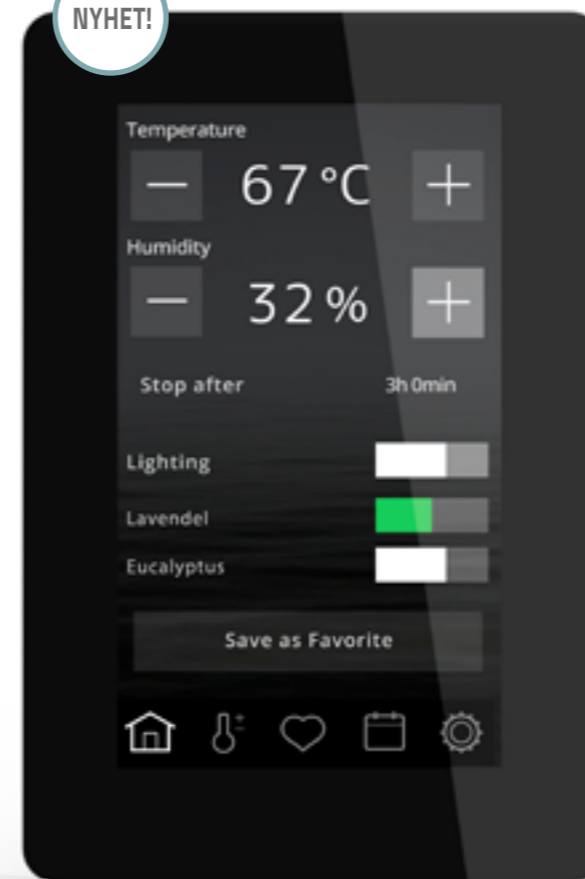 NYHET!
Temperature
67°C
Humidity
32%
Stop after 3h 0min
Lighting
Lavendel
Eucalyptus
Save as Favorite